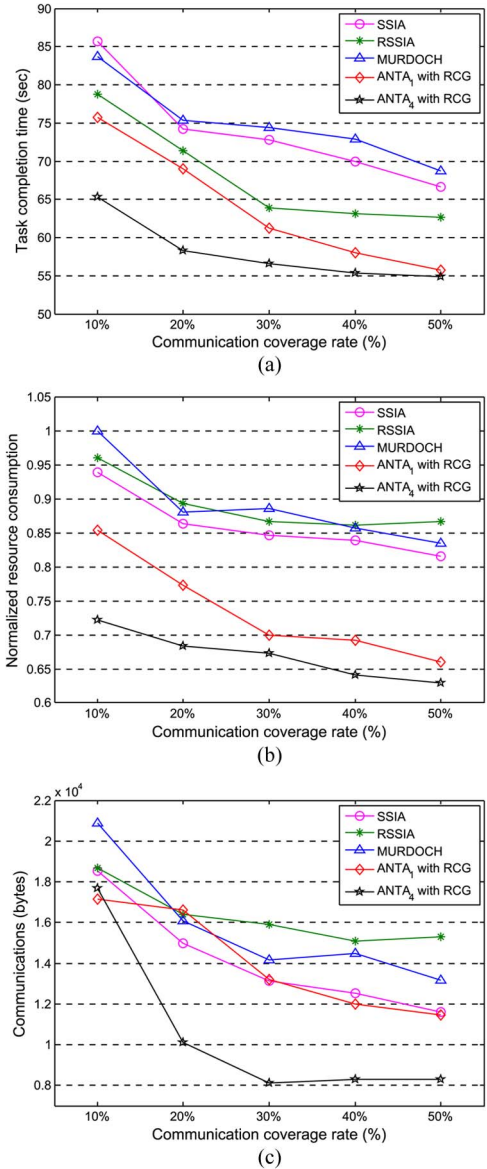 90
85
80
75
70
65
60
55
50
Task completion time (sec)
SSIA
RSSIA
MURDOCH
ANTA1 with RCG
ANTA4 with RCG
10% 20% 30% 40% 50%
Communication coverage rate (%)
(a)
1.05
1
0.95
0.9
0.85
0.8
0.75
0.7
0.65
0.6
Normalized resource consumption
SSIA
RSSIA
MURDOCH
ANTA1 with RCG
ANTA4 with RCG
10% 20% 30% 40% 50%
Communication coverage rate (%)
(b)
x 10^4
2.2
2
1.8
1.6
1.4
1.2
1
0.8
Communications (bytes)
SSIA
RSSIA
MURDOCH
ANTA1 with RCG
ANTA4 with RCG
10% 20% 30% 40% 50%
Communication coverage rate (%)
(c)